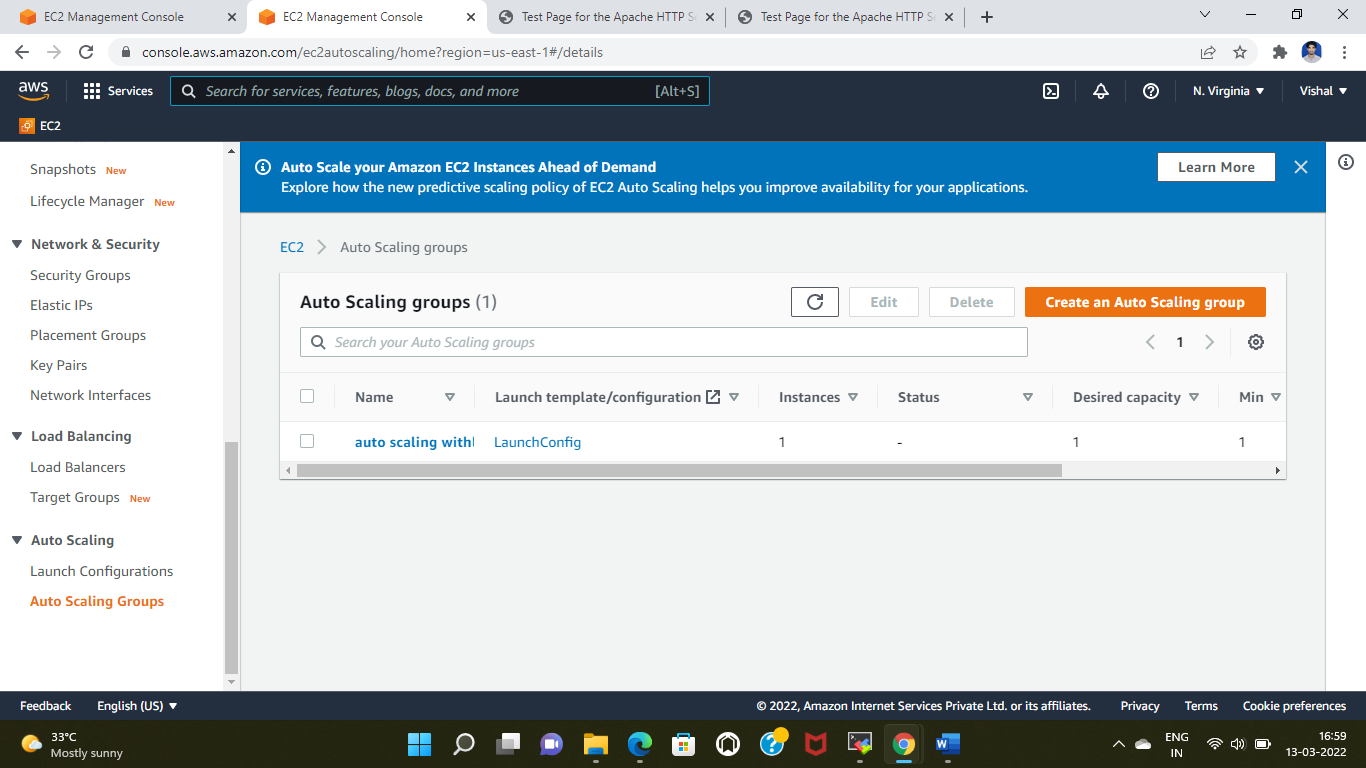 EC2 Management Console
EC2 Management Console
Test Page for the Apache HTTP S
Test Page for the Apache HTTP S
console.aws.amazon.com/ec2autoscaling/home?region=us-east-1#/details
aws
Services
Search for services, features, blogs, docs, and more
[Alt+S]
N. Virginia
Vishal
EC2
Snapshots New
Lifecycle Manager New
Network & Security
Security Groups
Elastic IPs
Placement Groups
Key Pairs
Network Interfaces
Load Balancing
Load Balancers
Target Groups New
Auto Scaling
Launch Configurations
Auto Scaling Groups
Auto Scale your Amazon EC2 Instances Ahead of Demand
Explore how the new predictive scaling policy of EC2 Auto Scaling helps you improve availability for your applications.
Learn More
EC2 > Auto Scaling groups
Auto Scaling groups (1)
Edit
Delete
Create an Auto Scaling group
Search your Auto Scaling groups
1
Name Launch template/configuration Instances Status Desired capacity Min
auto scaling with LaunchConfig 1 - 1 1
Feedback English (US) © 2022, Amazon Internet Services Private Ltd. or its affiliates. Privacy Terms Cookie preferences
33°C
Mostly sunny
ENG
IN
16:59
13-03-2022